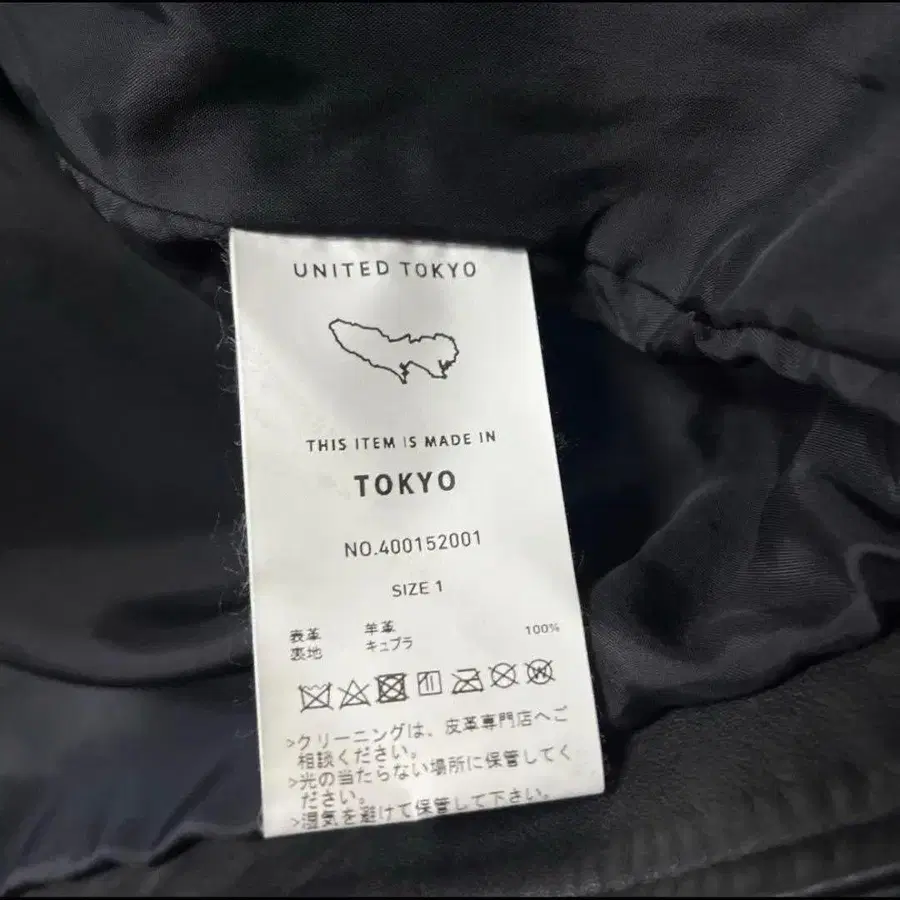 UNITED TOKYO
THIS ITEM IS MADE IN
TOKYO
NO.400152001
SIZE 1
表革 羊革
裏地 キュプラ 100%
W
>クリーニングは、皮革専門店へご
相談ください。
>光の当たらない場所に保管してく
ださい。
>湿気を避けて保管して下さい。